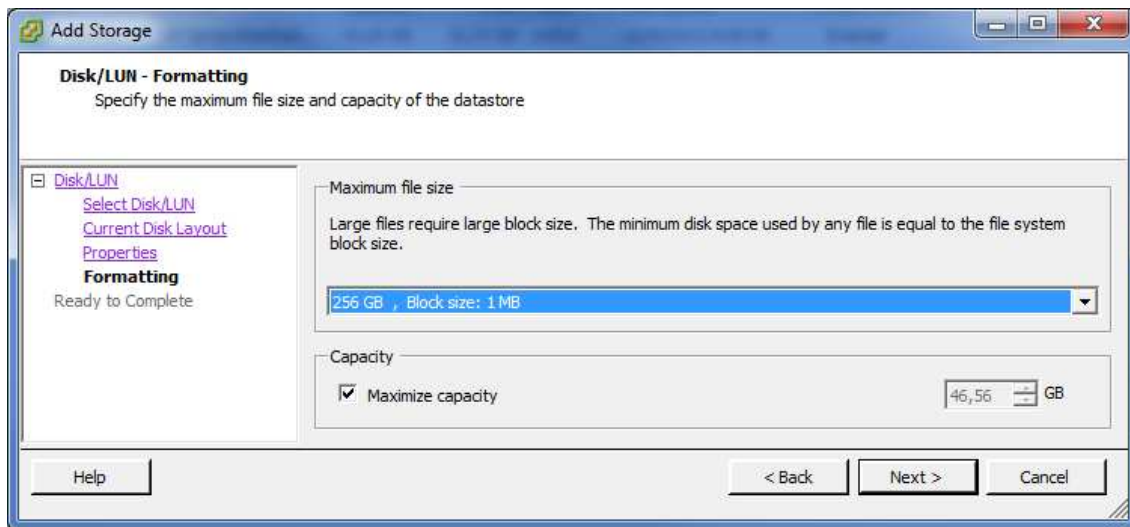 Add Storage
Disk/LUN - Formatting
Specify the maximum file size and capacity of the datastore
Disk/LUN
Select Disk/LUN
Current Disk Layout
Properties
Formatting
Ready to Complete
Maximum file size
Large files require large block size. The minimum disk space used by any file is equal to the file system
block size.
256 GB , Block size: 1 MB
Capacity
Maximize capacity
46,56 GB
Help
< Back
Next >
Cancel